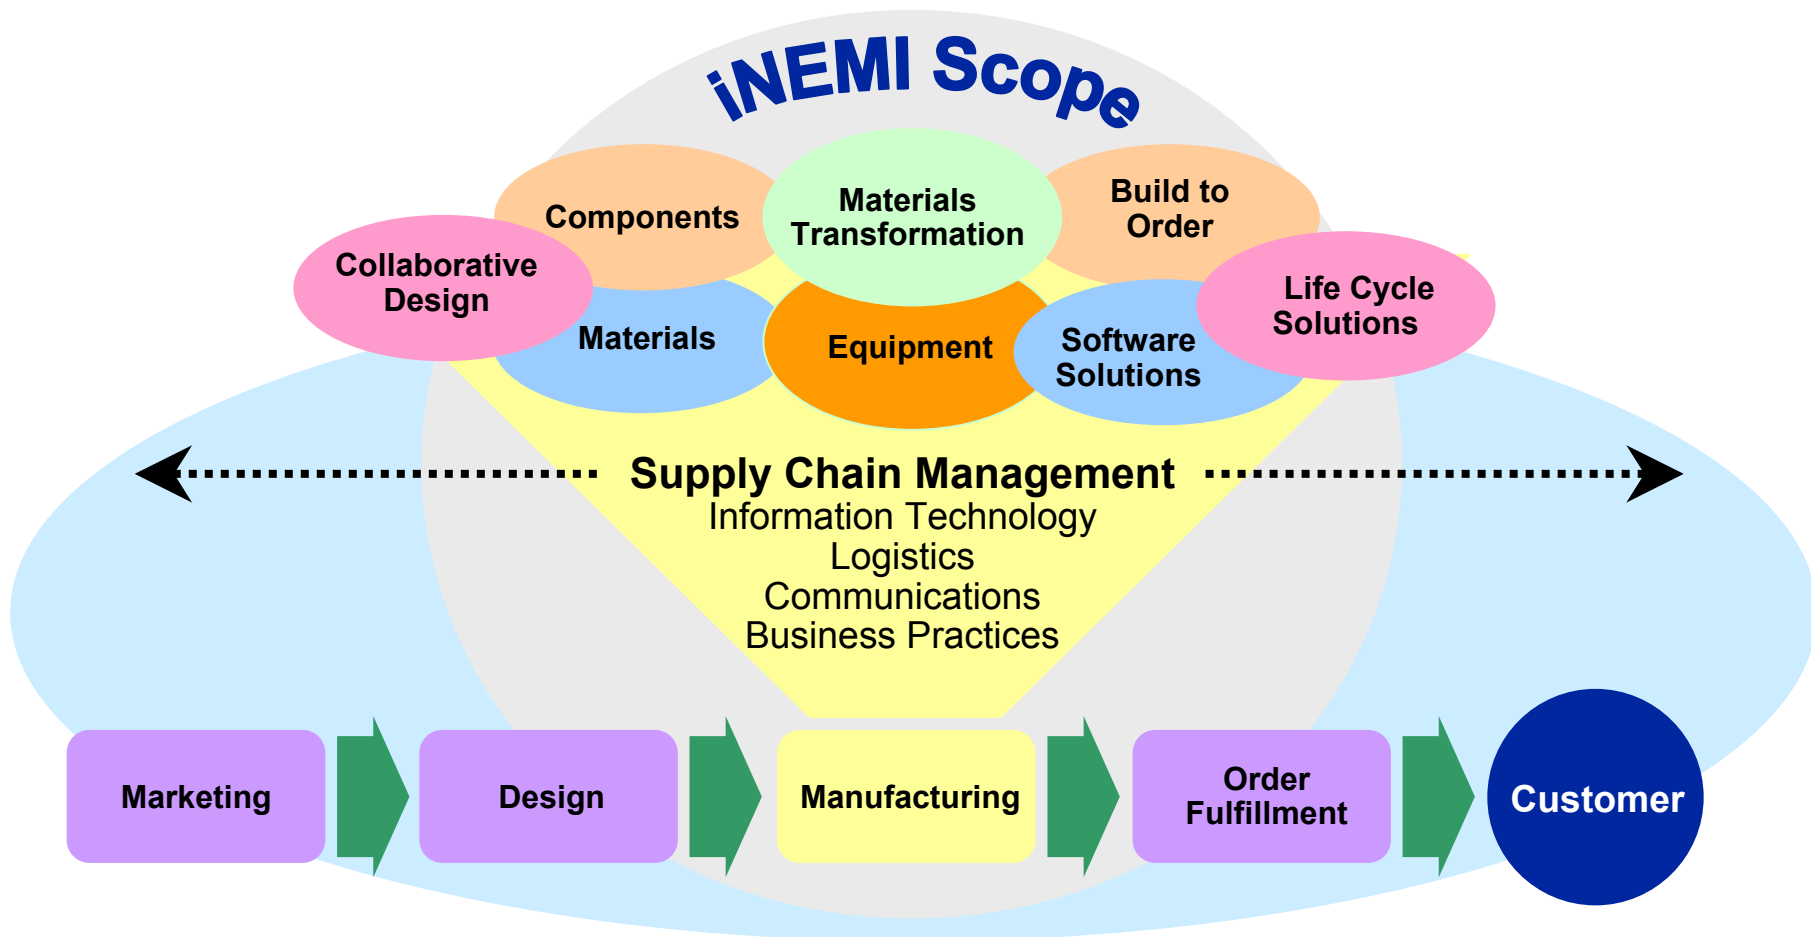 iNEMI Scope
Components
Materials
Transformation
Build to
Order
Collaborative
Design
Life Cycle
Solutions
Materials
Equipment
Software
Solutions
Supply Chain Management
Information Technology
Logistics
Communications
Business Practices
Marketing
Design
Manufacturing
Order
Fulfillment
Customer